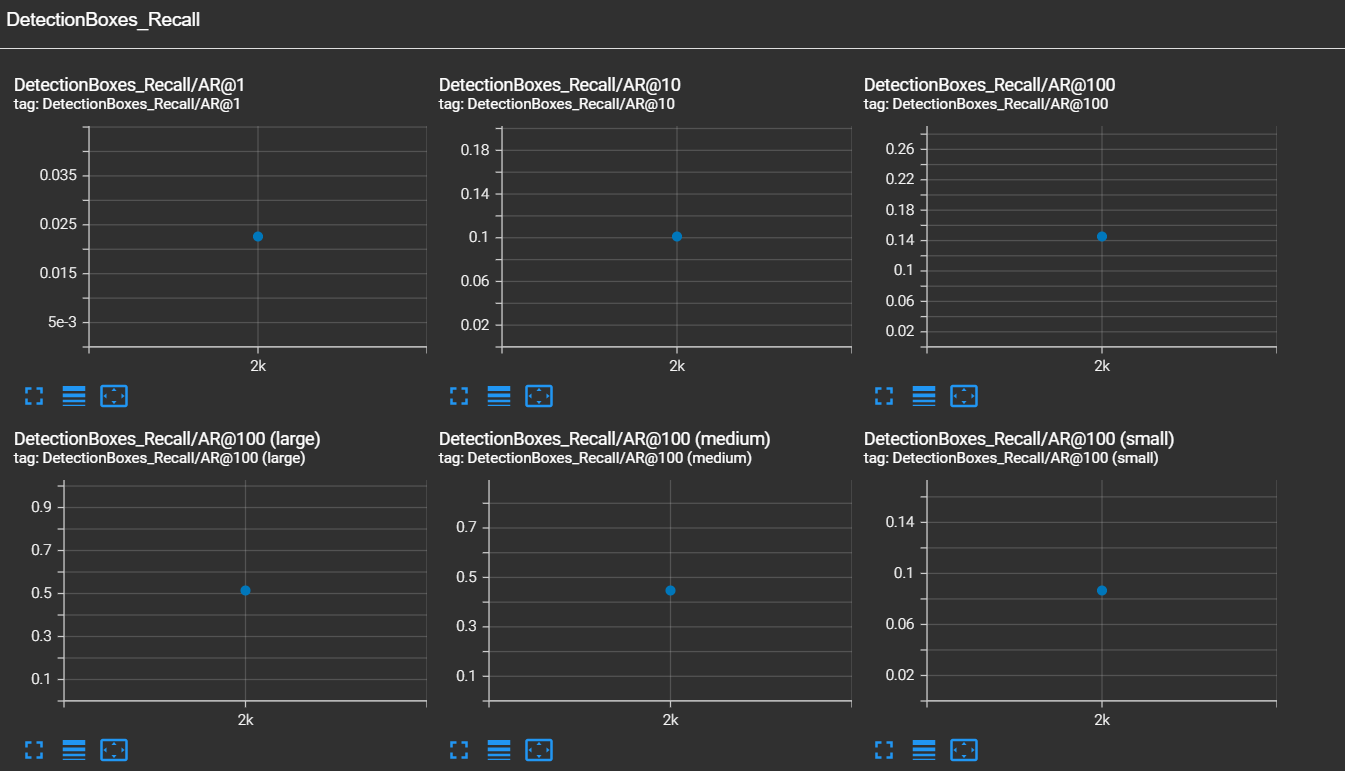 DetectionBoxes_Recall
DetectionBoxes_Recall/AR@1
tag: DetectionBoxes_Recall/AR@1
0.035
0.025
0.015
5e-3
2k
DetectionBoxes_Recall/AR@10
tag: DetectionBoxes_Recall/AR@10
0.18
0.14
0.1
0.06
0.02
2k
DetectionBoxes_Recall/AR@100
tag: DetectionBoxes_Recall/AR@100
0.26
0.22
0.18
0.14
0.1
0.06
0.02
2k
DetectionBoxes_Recall/AR@100 (large)
tag: DetectionBoxes_Recall/AR@100 (large)
0.9
0.7
0.5
0.3
0.1
2k
DetectionBoxes_Recall/AR@100 (medium)
tag: DetectionBoxes_Recall/AR@100 (medium)
0.7
0.5
0.3
0.1
2k
DetectionBoxes_Recall/AR@100 (small)
tag: DetectionBoxes_Recall/AR@100 (small)
0.14
0.1
0.06
0.02
2k